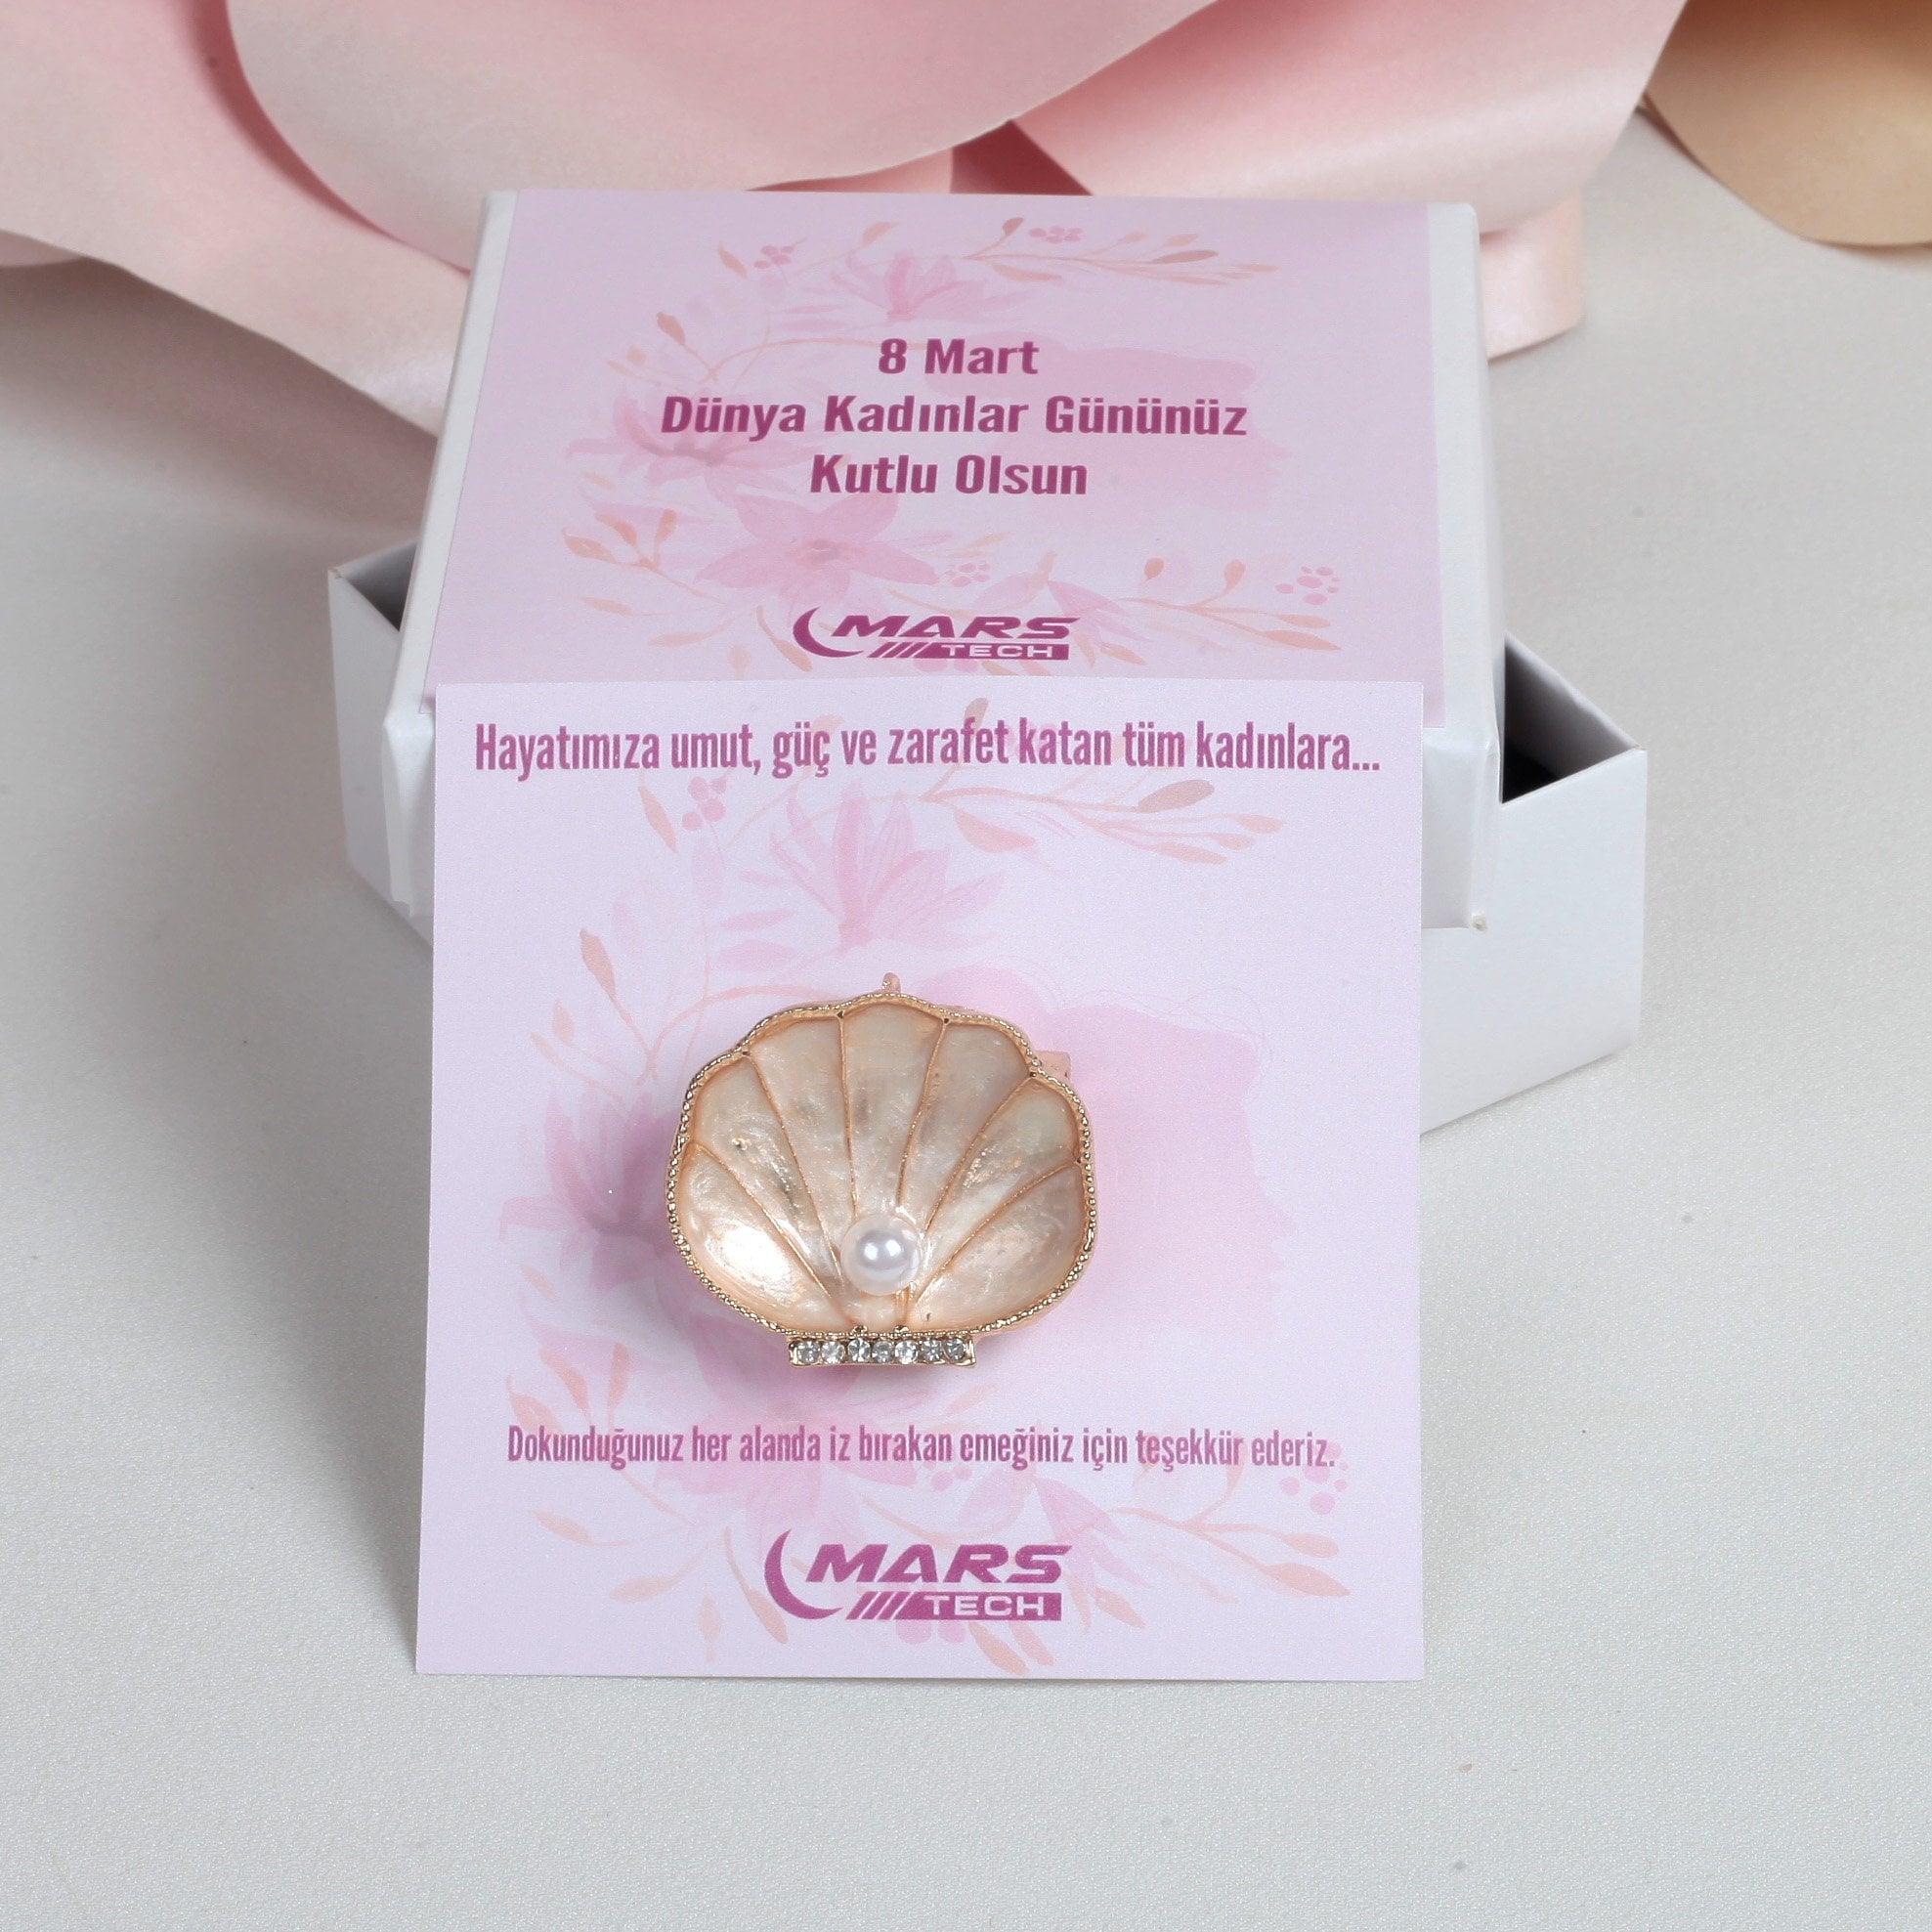 8 Mart
Dünya Kadınlar Gününüz
Kutlu Olsun
MARS
TECH
Hayatımıza umut, güç ve zarafet katan tüm kadınlara...
Dokunduğunuz her alanda iz bırakan emeğiniz için teşekkür ederiz.
MARS
TECH